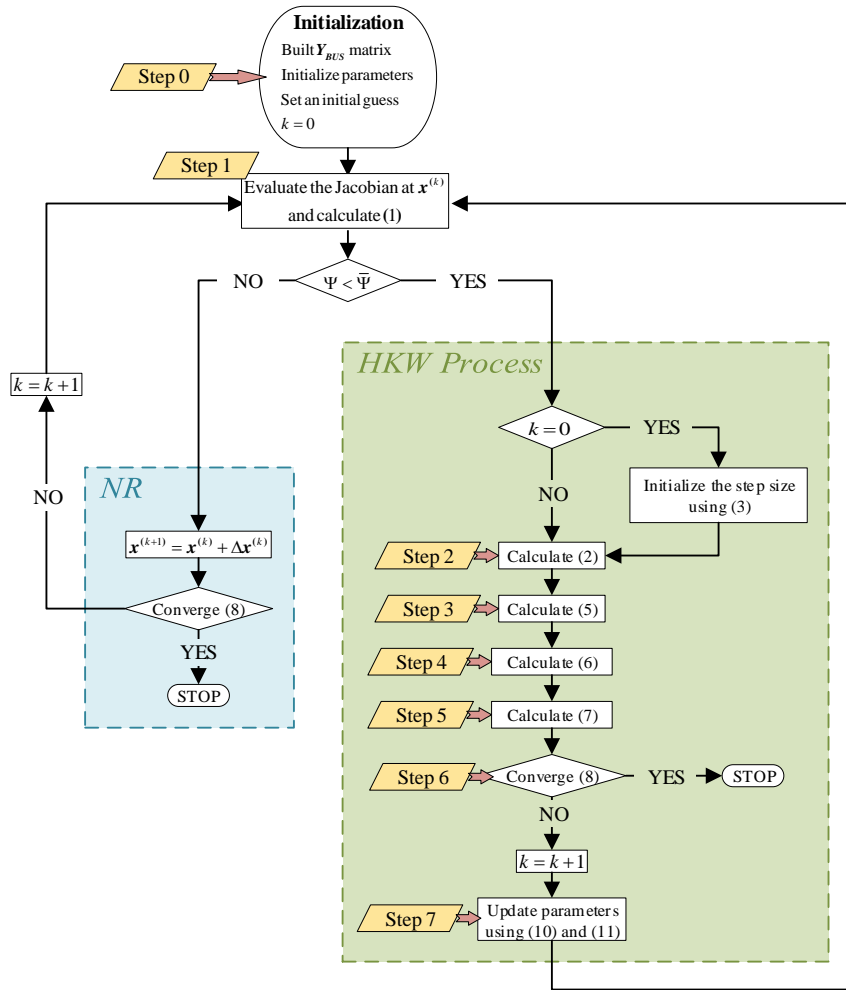 Initialization
Built Y_BUS matrix
Initialize parameters
Set an initial guess
k = 0
Step 0
Step 1
Evaluate the Jacobian at x^(k)
and calculate (1)
Ψ < Ψ̅
NO
YES
k = k + 1
NO
NR
x^(k+1) = x^(k) + Δx^(k)
Converge (8)
YES
STOP
HKW Process
k = 0
YES
Initialize the step size
using (3)
NO
Step 2
Calculate (2)
Step 3
Calculate (5)
Step 4
Calculate (6)
Step 5
Calculate (7)
Step 6
Converge (8)
YES
STOP
NO
k = k + 1
Step 7
Update parameters
using (10) and (11)